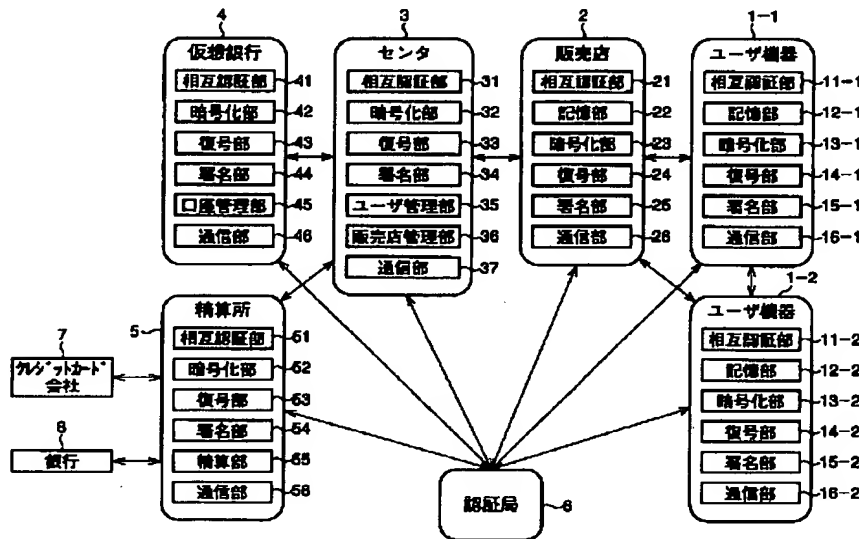 4
仮想銀行
相互認証部 41
暗号化部 42
復号部 43
署名部 44
口座管理部 45
通信部 46
3
センタ
相互認証部 31
暗号化部 32
復号部 33
署名部 34
ユーザ管理部 35
販売店管理部 36
通信部 37
2
販売店
相互認証部 21
記憶部 22
暗号化部 23
復号部 24
署名部 25
通信部 26
1-1
ユーザ機器
相互認証部 11-1
記憶部 12-1
暗号化部 13-1
復号部 14-1
署名部 15-1
通信部 16-1
5
精算所
相互認証部 51
暗号化部 52
復号部 53
署名部 54
精算部 55
通信部 56
7
クレジットカード
会社
銀行
認証局 6
1-2
ユーザ機器
相互認証部 11-2
記憶部 12-2
暗号化部 13-2
復号部 14-2
署名部 15-2
通信部 16-2